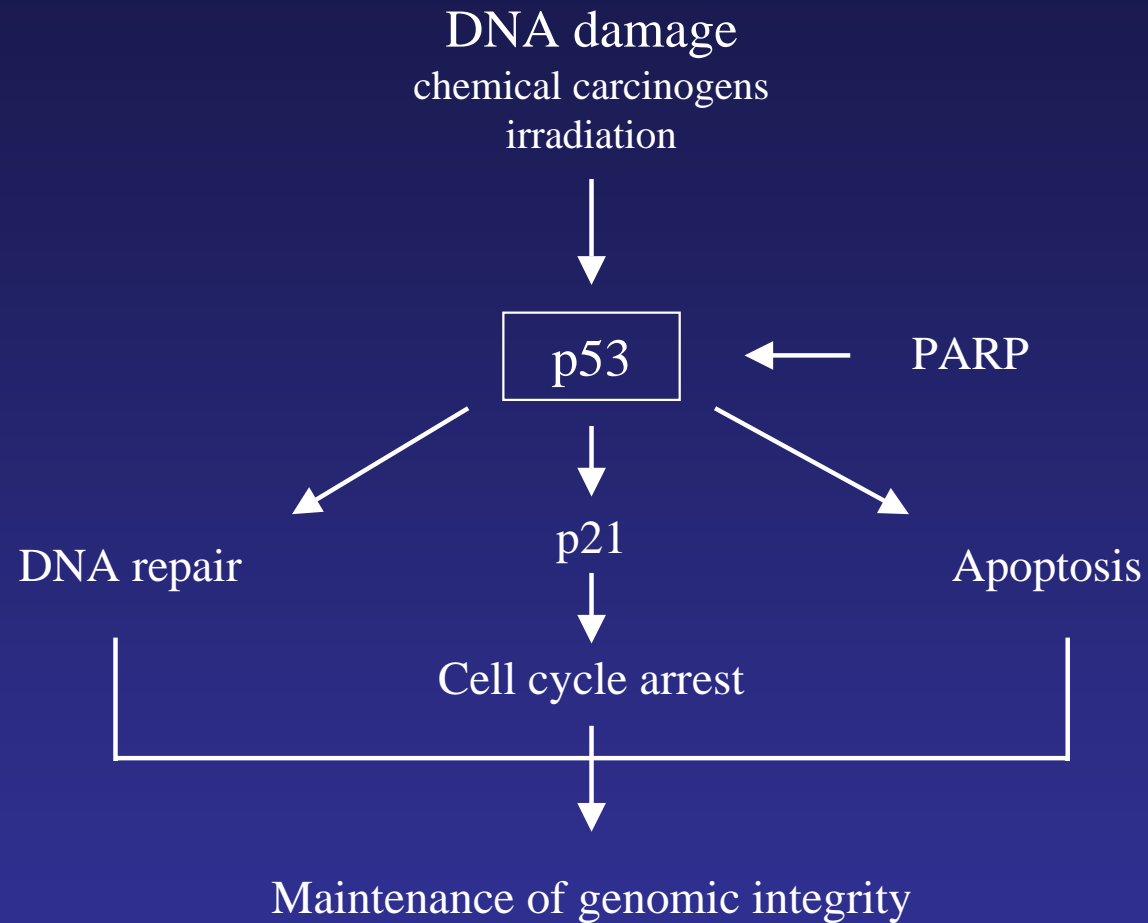 DNA damage
chemical carcinogens
irradiation
p53
PARP
DNA repair
p21
Apoptosis
Cell cycle arrest
Maintenance of genomic integrity